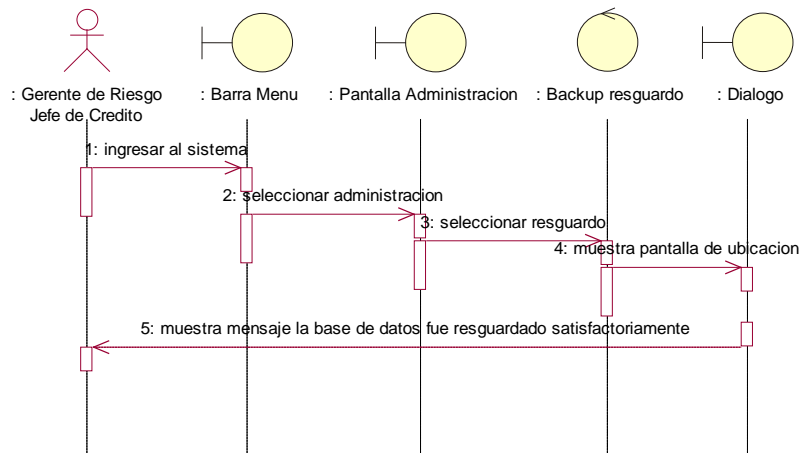 : Gerente de Riesgo
Jefe de Credito
: Barra Menu
: Pantalla Administracion
: Backup resguardo
: Dialogo
1: ingresar al sistema
2: seleccionar administracion
3: seleccionar resguardo
4: muestra pantalla de ubicacion
5: muestra mensaje la base de datos fue resguardado satisfactoriamente